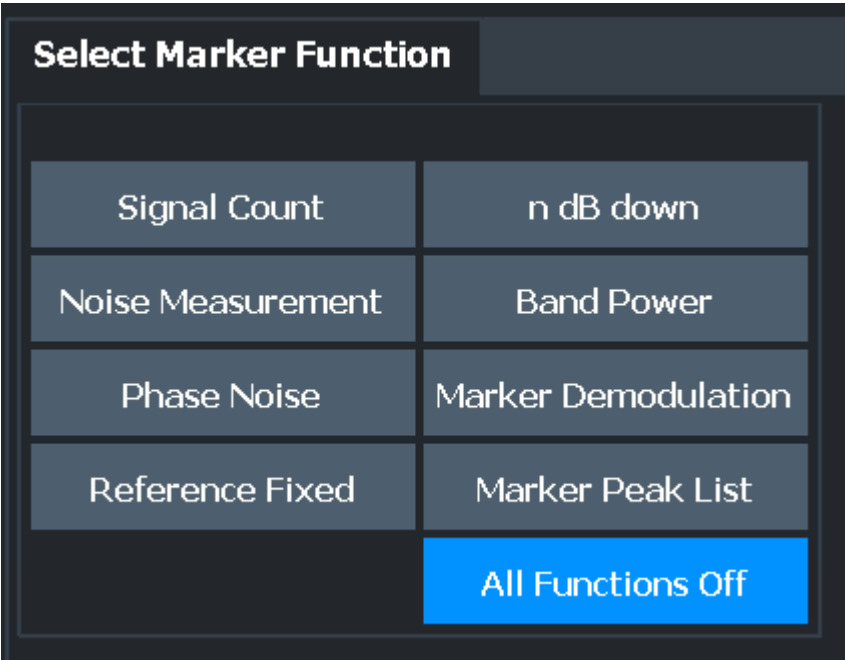 Select Marker Function
Signal Count
n dB down
Noise Measurement
Band Power
Phase Noise
Marker Demodulation
Reference Fixed
Marker Peak List
All Functions Off